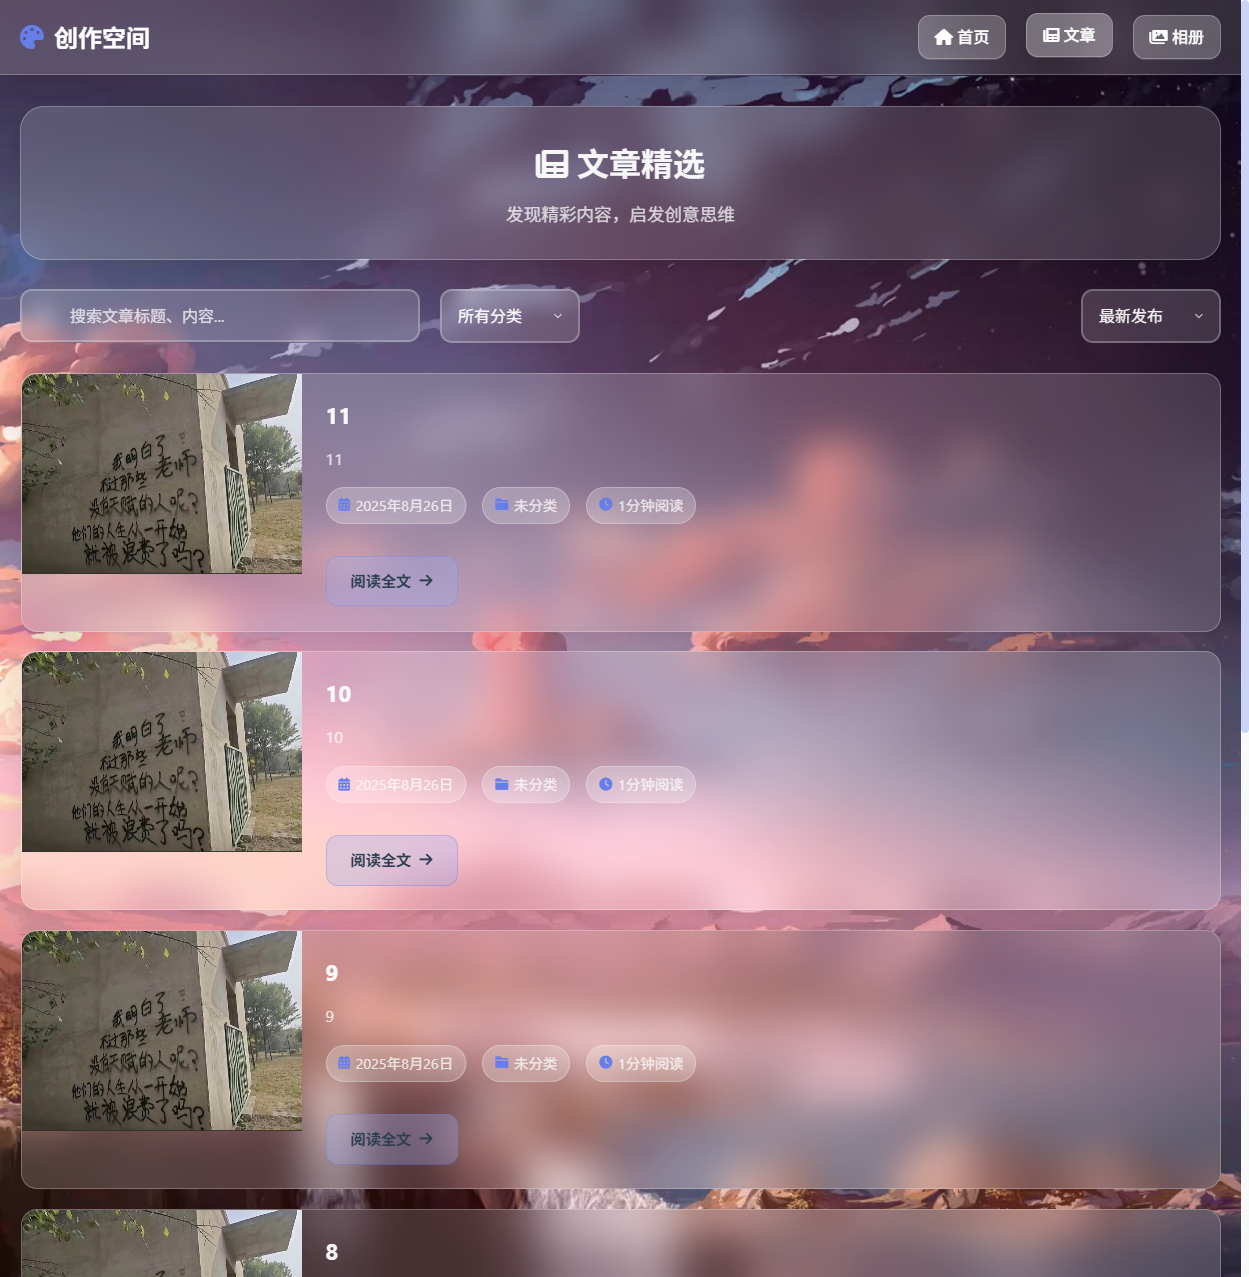 创作空间
首页
文章
相册
文章精选
发现精彩内容，启发创意思维
搜索文章标题、内容...
所有分类
最新发布
我明白了
老师
不过那些
没有天赋的人呢?
他们的人生从一开始
就被浪费了吗?
11
11
2025年8月26日 未分类 1分钟阅读
阅读全文 →
我明白了
老师
不过那些
没有天赋的人呢?
他们的人生从一开始
就被浪费了吗?
10
10
2025年8月26日 未分类 1分钟阅读
阅读全文 →
我明白了
老师
不过那些
没有天赋的人呢?
他们的人生从一开始
就被浪费了吗?
9
9
2025年8月26日 未分类 1分钟阅读
阅读全文 →
8